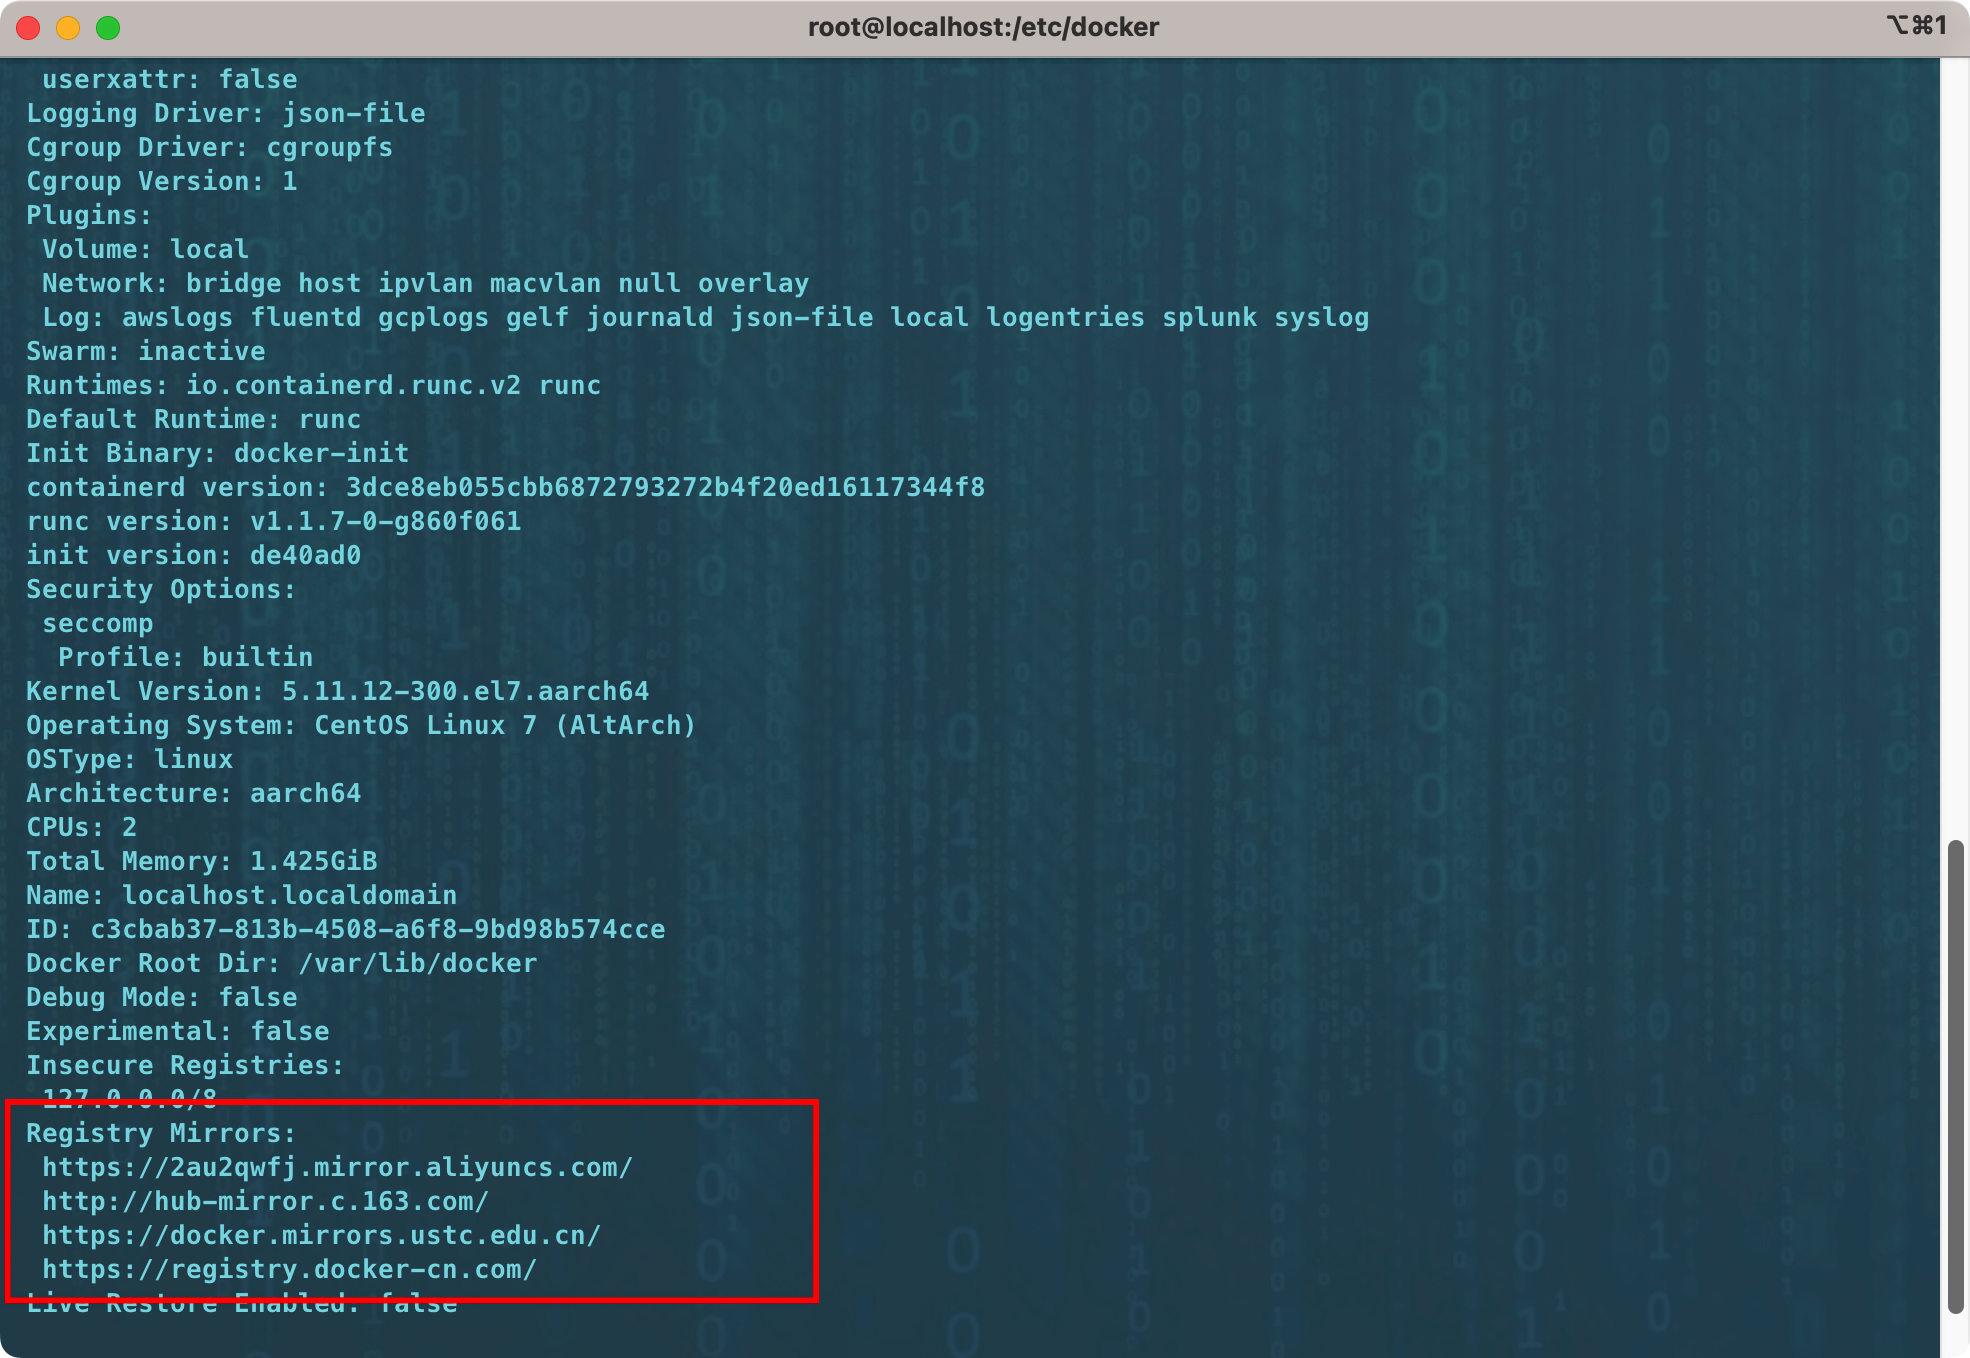 root@localhost:/etc/docker
⌥⌘1
userxattr: false
Logging Driver: json-file
Cgroup Driver: cgroupfs
Cgroup Version: 1
Plugins:
Volume: local
Network: bridge host ipvlan macvlan null overlay
Log: awslogs fluentd gcplogs gelf journald json-file local logentries splunk syslog
Swarm: inactive
Runtimes: io.containerd.runc.v2 runc
Default Runtime: runc
Init Binary: docker-init
containerd version: 3dce8eb055cbb6872793272b4f20ed16117344f8
runc version: v1.1.7-0-g860f061
init version: de40ad0
Security Options:
seccomp
Profile: builtin
Kernel Version: 5.11.12-300.el7.aarch64
Operating System: CentOS Linux 7 (AltArch)
OSType: linux
Architecture: aarch64
CPUs: 2
Total Memory: 1.425GiB
Name: localhost.localdomain
ID: c3cbab37-813b-4508-a6f8-9bd98b574cce
Docker Root Dir: /var/lib/docker
Debug Mode: false
Experimental: false
Insecure Registries:
127.0.0.0/8
Registry Mirrors:
https://2au2qwfj.mirror.aliyuncs.com/
http://hub-mirror.c.163.com/
https://docker.mirrors.ustc.edu.cn/
https://registry.docker-cn.com/
Live Restore Enabled: false